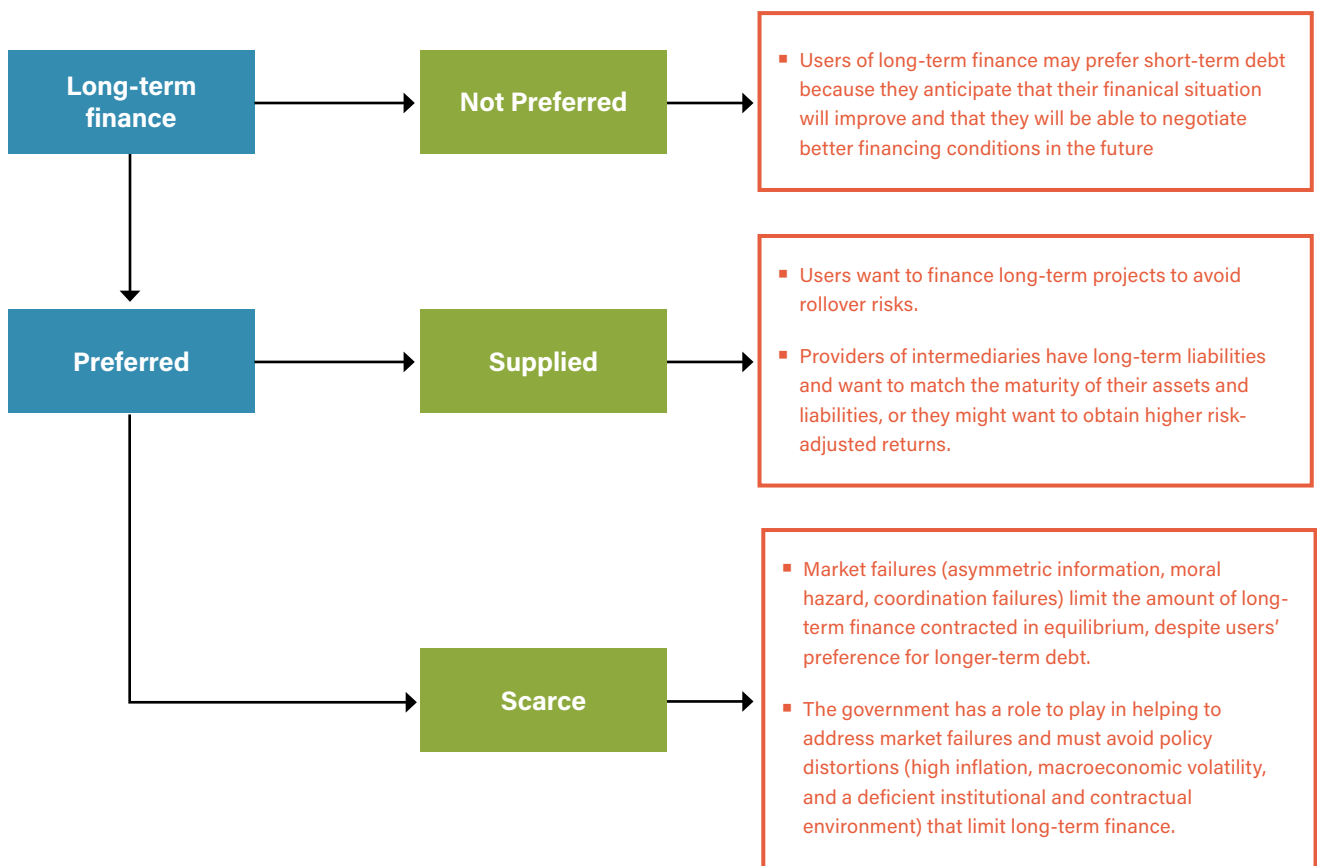 Long-term
finance
Not Preferred
▪ Users of long-term finance may prefer short-term debt
because they anticipate that their finanical situation
will improve and that they will be able to negotiate
better financing conditions in the future
Preferred
Supplied
▪ Users want to finance long-term projects to avoid
rollover risks.
▪ Providers of intermediaries have long-term liabilities
and want to match the maturity of their assets and
liabilities, or they might want to obtain higher risk-
adjusted returns.
Scarce
▪ Market failures (asymmetric information, moral
hazard, coordination failures) limit the amount of long-
term finance contracted in equilibrium, despite users’
preference for longer-term debt.
▪ The government has a role to play in helping to
address market failures and must avoid policy
distortions (high inflation, macroeconomic volatility,
and a deficient institutional and contractual
environment) that limit long-term finance.